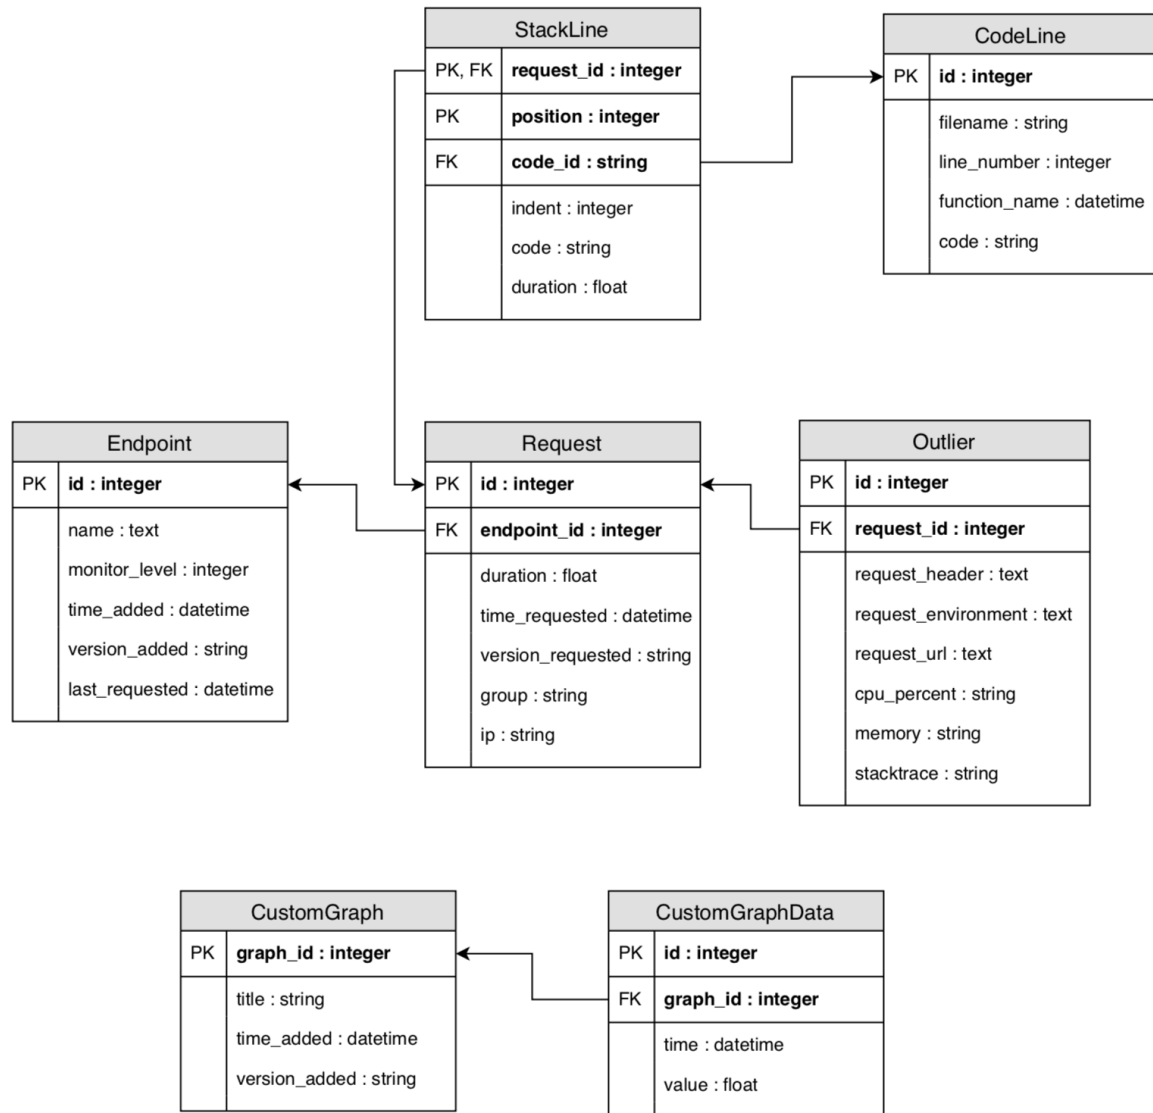 StackLine
PK, FK request_id : integer
PK position : integer
FK code_id : string
indent : integer
code : string
duration : float
CodeLine
PK id : integer
filename : string
line_number : integer
function_name : datetime
code : string
Endpoint
PK id : integer
name : text
monitor_level : integer
time_added : datetime
version_added : string
last_requested : datetime
Request
PK id : integer
FK endpoint_id : integer
duration : float
time_requested : datetime
version_requested : string
group : string
ip : string
Outlier
PK id : integer
FK request_id : integer
request_header : text
request_environment : text
request_url : text
cpu_percent : string
memory : string
stacktrace : string
CustomGraph
PK graph_id : integer
title : string
time_added : datetime
version_added : string
CustomGraphData
PK id : integer
FK graph_id : integer
time : datetime
value : float